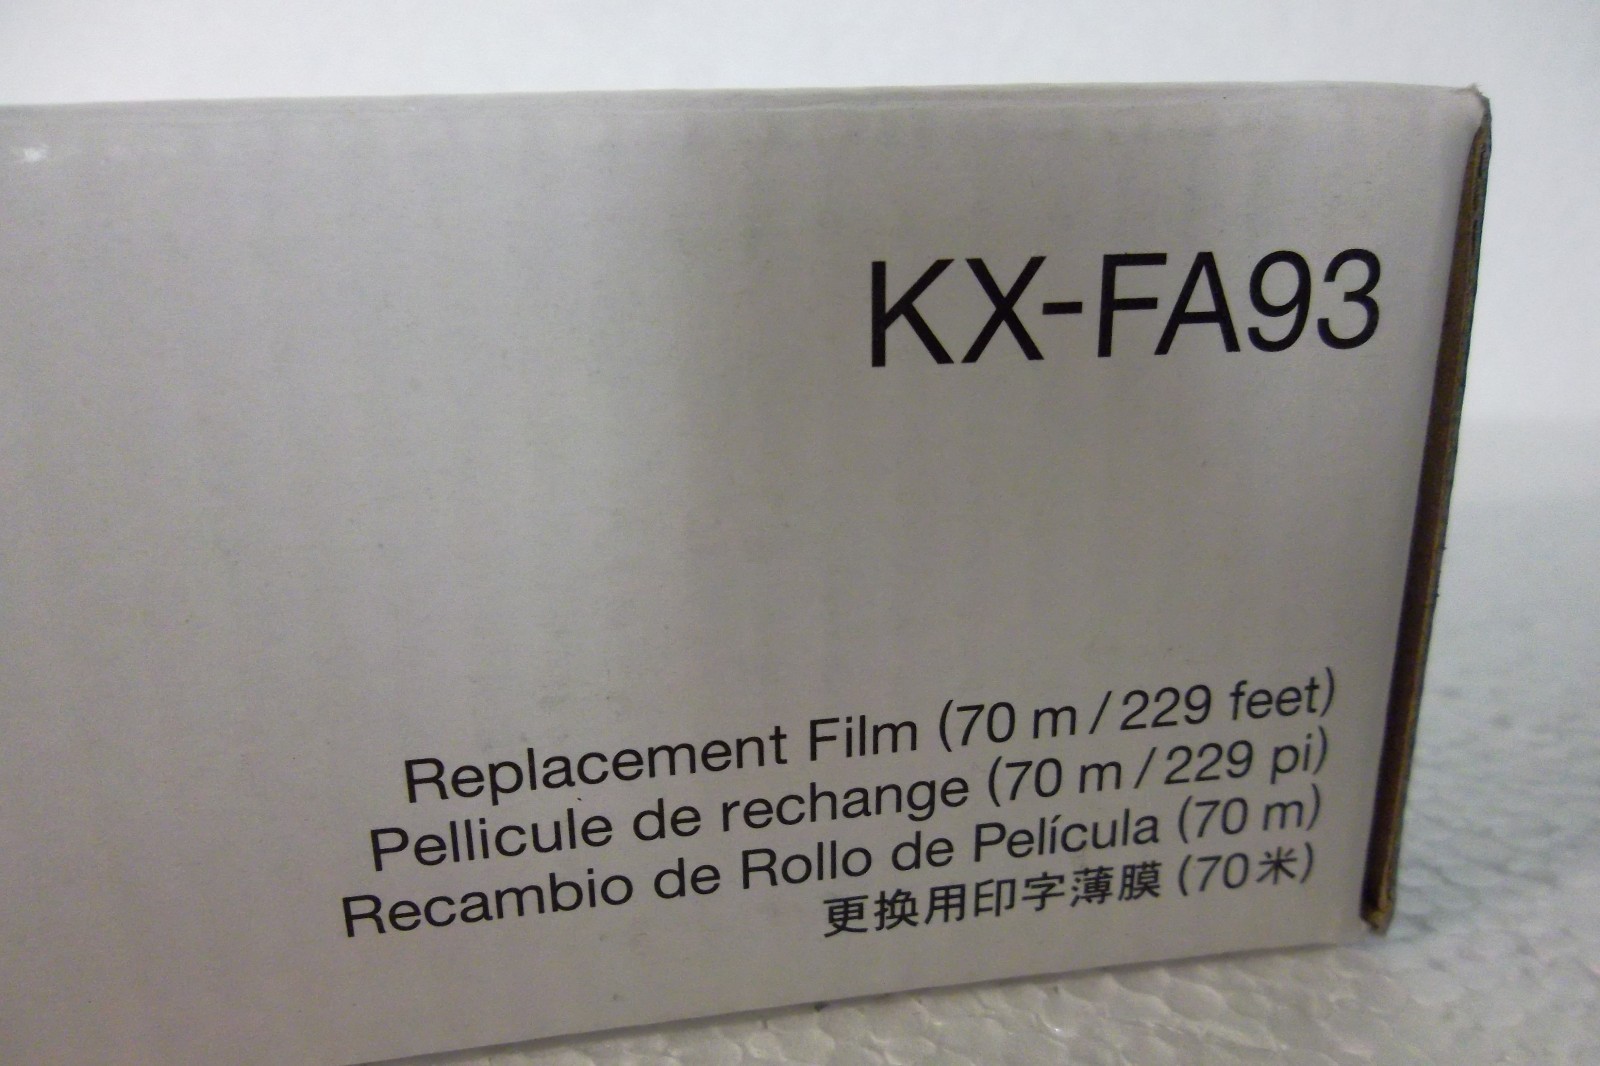 KX-FA93
Replacement Film (70 m / 229 feet)
Pellicule de rechange (70 m / 229 pi)
Recambio de Rollo de Película (70 m)
更换用印字薄膜 (70米)